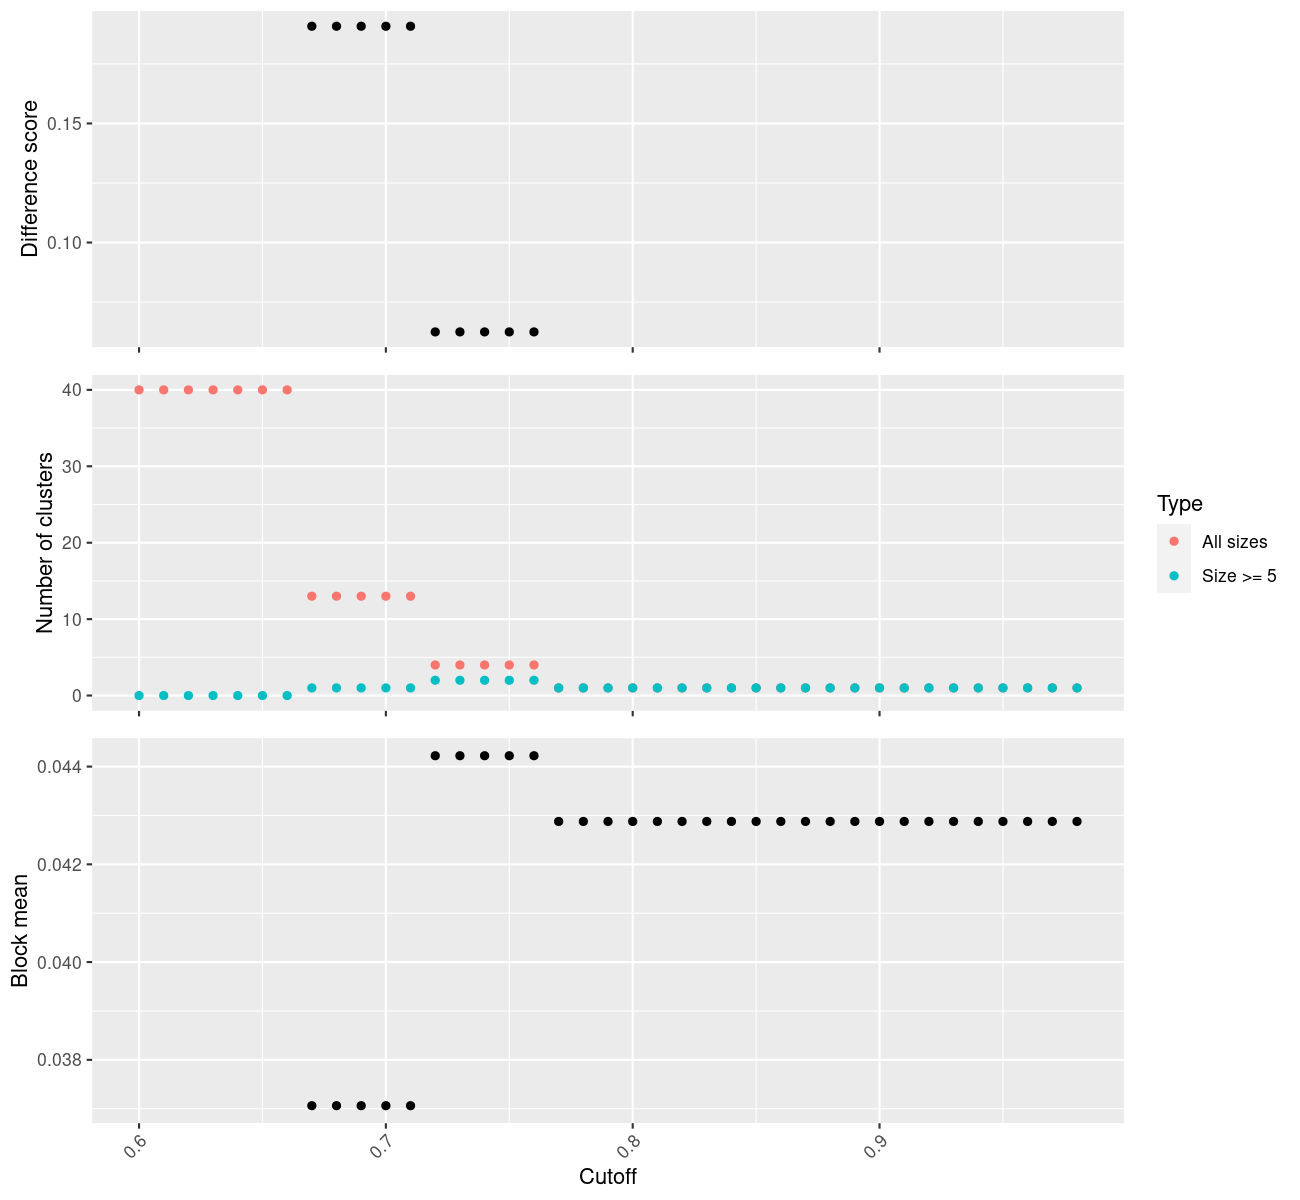 Difference score
0.15
0.10
Number of clusters
40
30
20
10
0
Type
All sizes
Size >= 5
Block mean
0.044
0.042
0.040
0.038
0.6
0.7
0.8
0.9
Cutoff